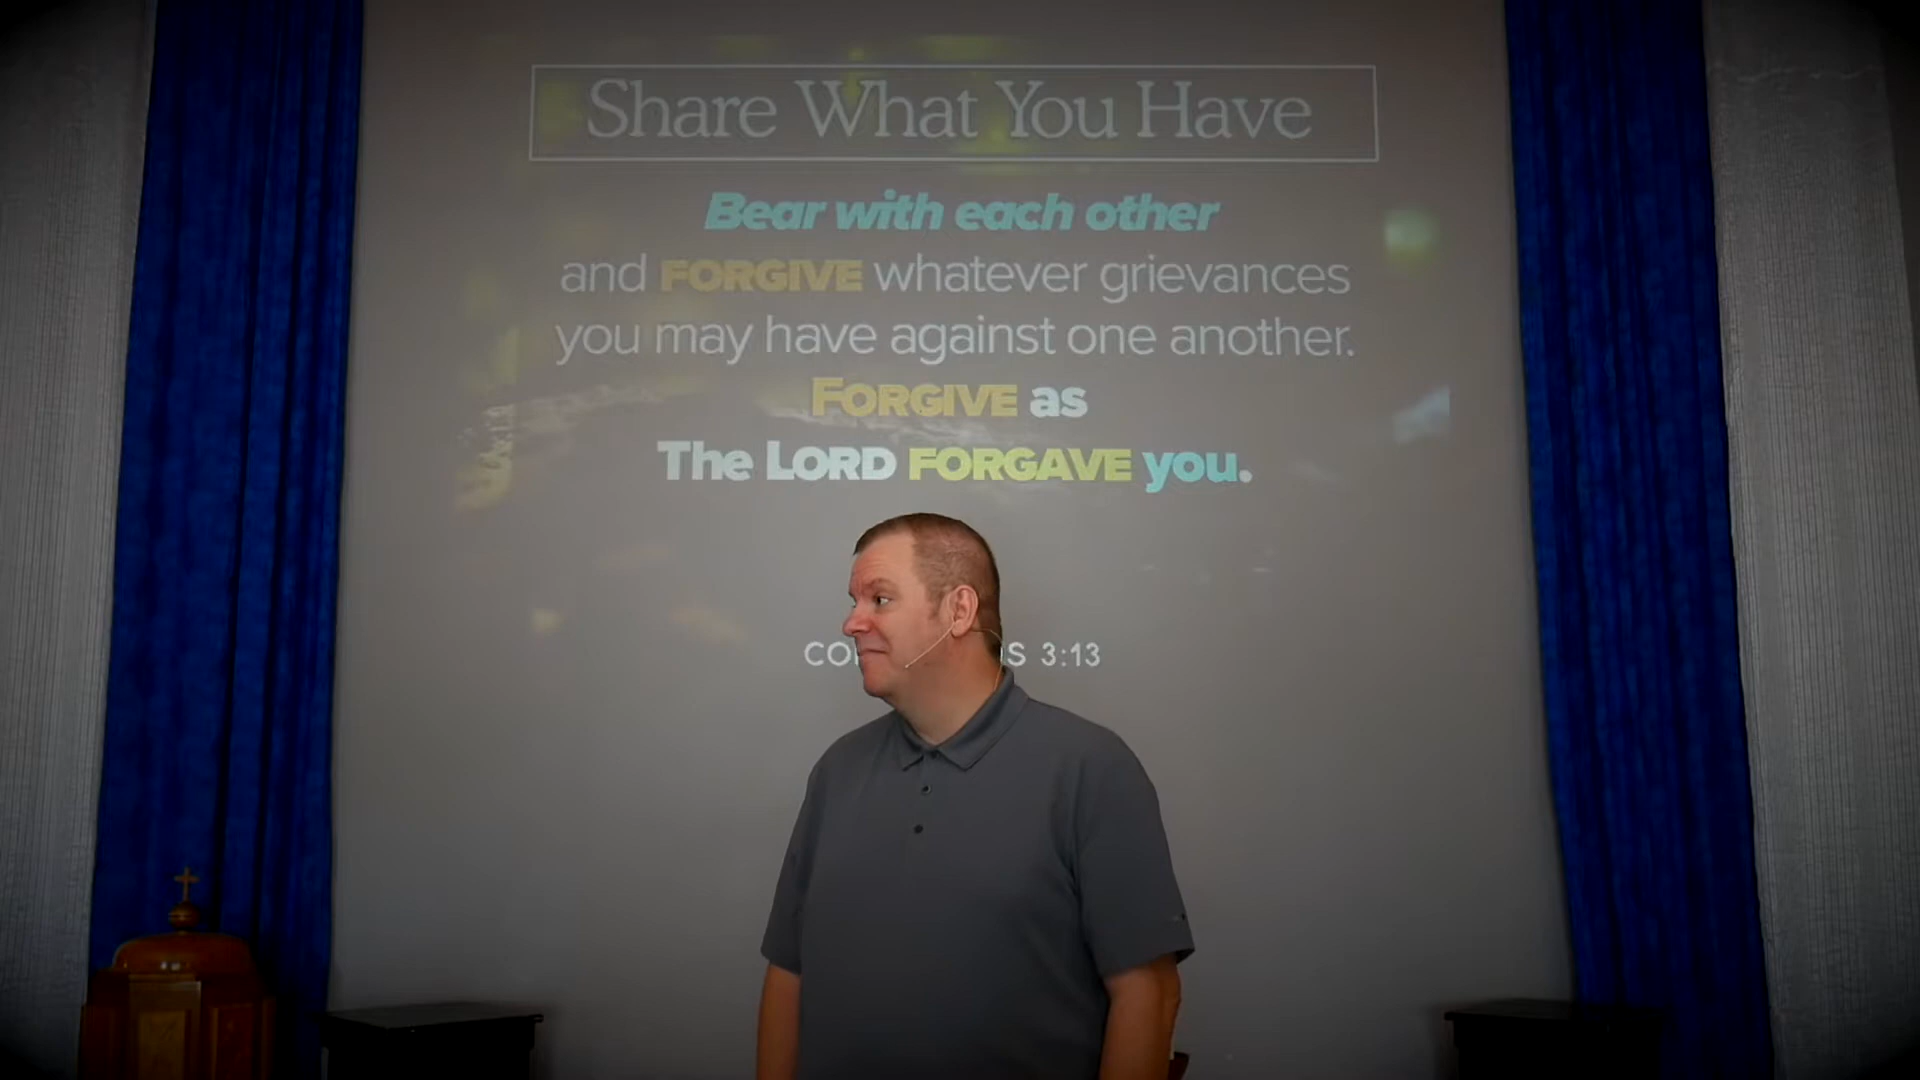 Share What You Have
Bear with each other
and FORGIVE whatever grievances
you may have against one another.
FORGIVE as
The LORD FORGAVE you.
3:13